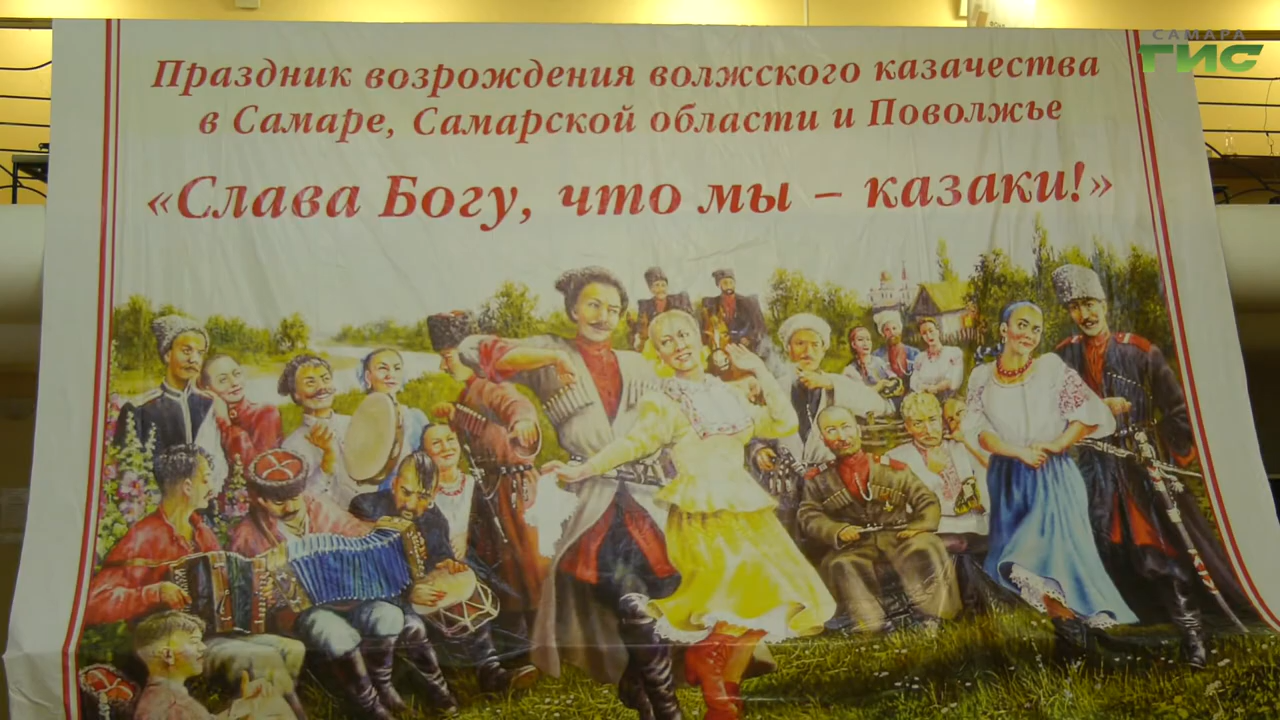 САМАРА
ГИС
Праздник возрождения волжского казачества
в Самаре, Самарской области и Поволжье
«Слава Богу, что мы – казаки!»